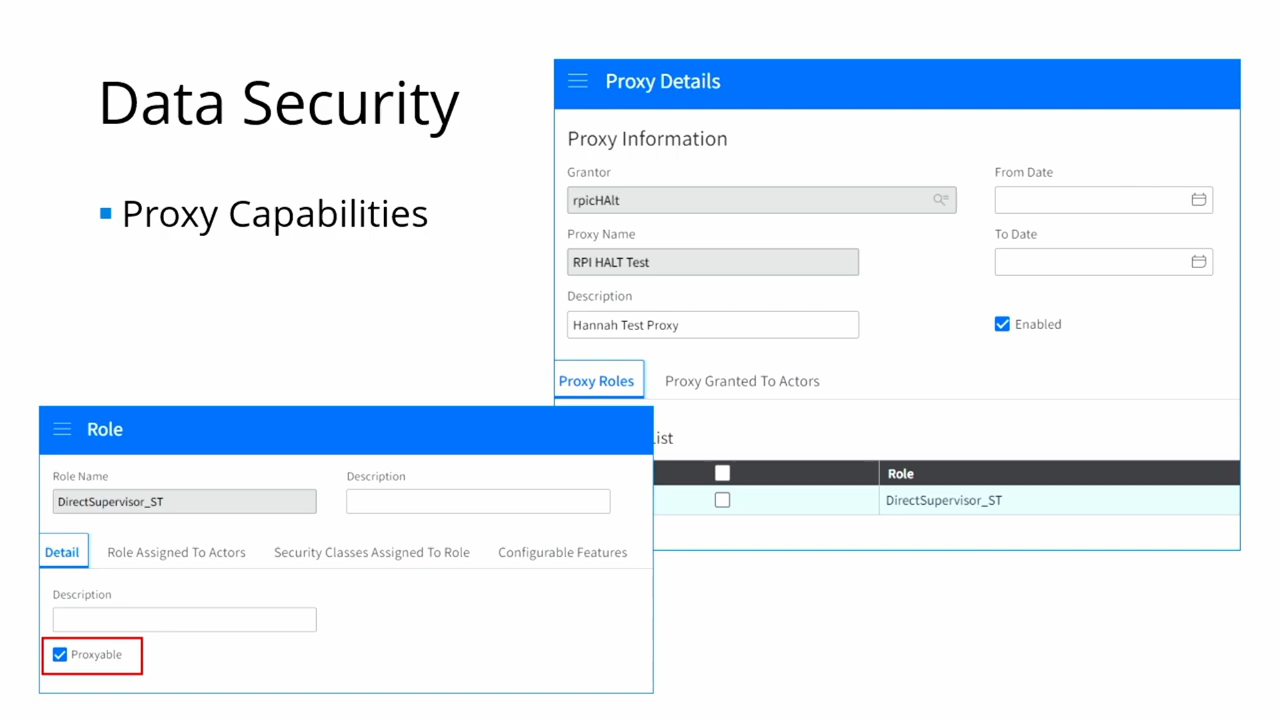 Data Security
Proxy Capabilities
Proxy Details
Proxy Information
Grantor
rpicHAlt
From Date
Proxy Name
RPI HALT Test
To Date
Description
Hannah Test Proxy
Enabled
Proxy Roles
Proxy Granted To Actors
List
Role
DirectSupervisor_ST
Role
Role Name
Description
DirectSupervisor_ST
Detail
Role Assigned To Actors
Security Classes Assigned To Role
Configurable Features
Description
Proxyable